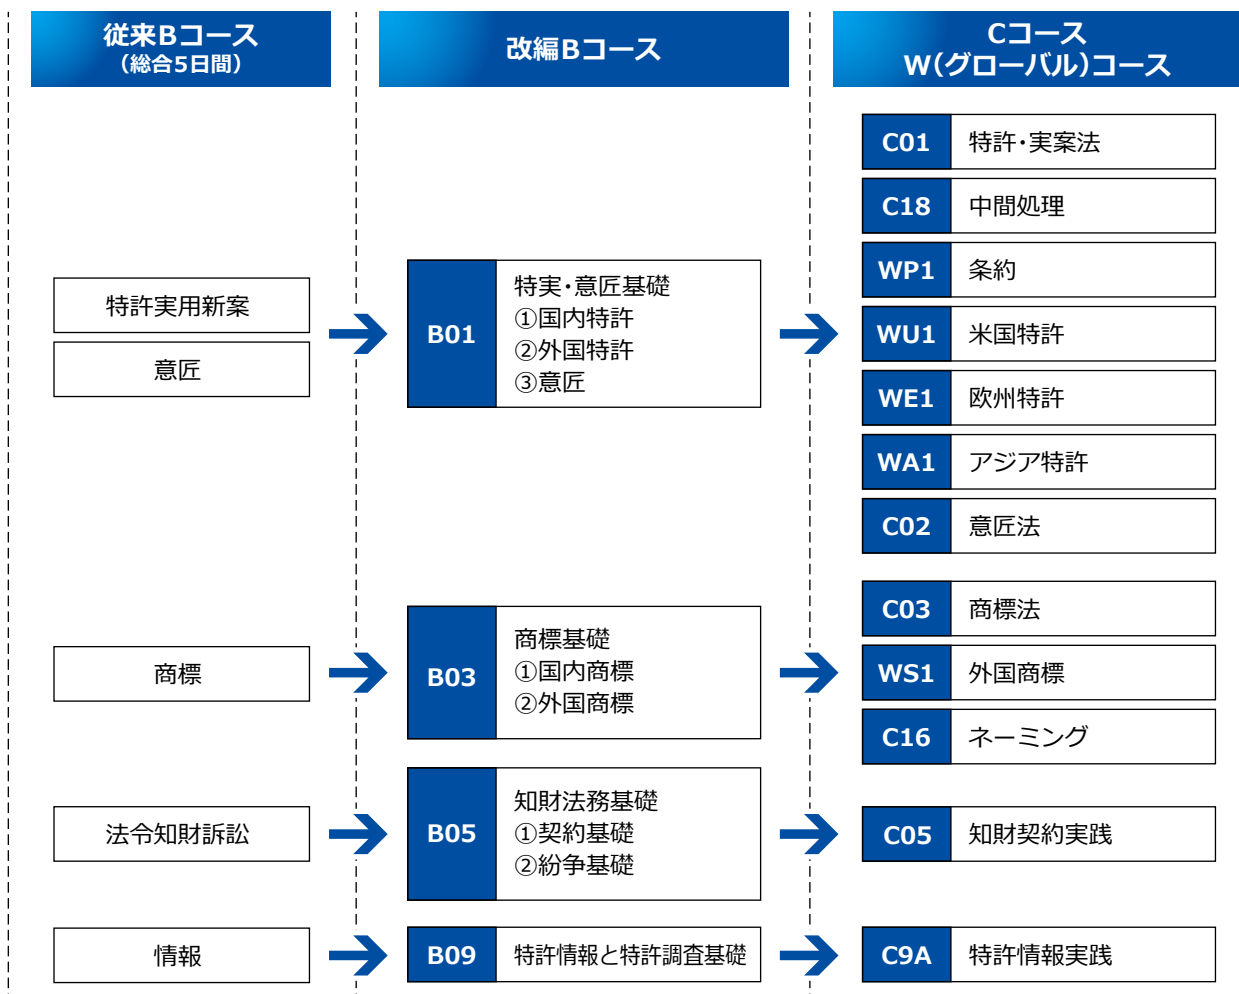 従来Bコース
（総合5日間）
改編Bコース
Cコース
W（グローバル）コース
特許実用新案
意匠
B01
特実・意匠基礎
①国内特許
②外国特許
③意匠
C01
特許・実案法
C18
中間処理
WP1
条約
WU1
米国特許
WE1
欧州特許
WA1
アジア特許
C02
意匠法
商標
B03
商標基礎
①国内商標
②外国商標
C03
商標法
WS1
外国商標
C16
ネーミング
法令知財訴訟
B05
知財法務基礎
①契約基礎
②紛争基礎
C05
知財契約実践
情報
B09
特許情報と特許調査基礎
C9A
特許情報実践